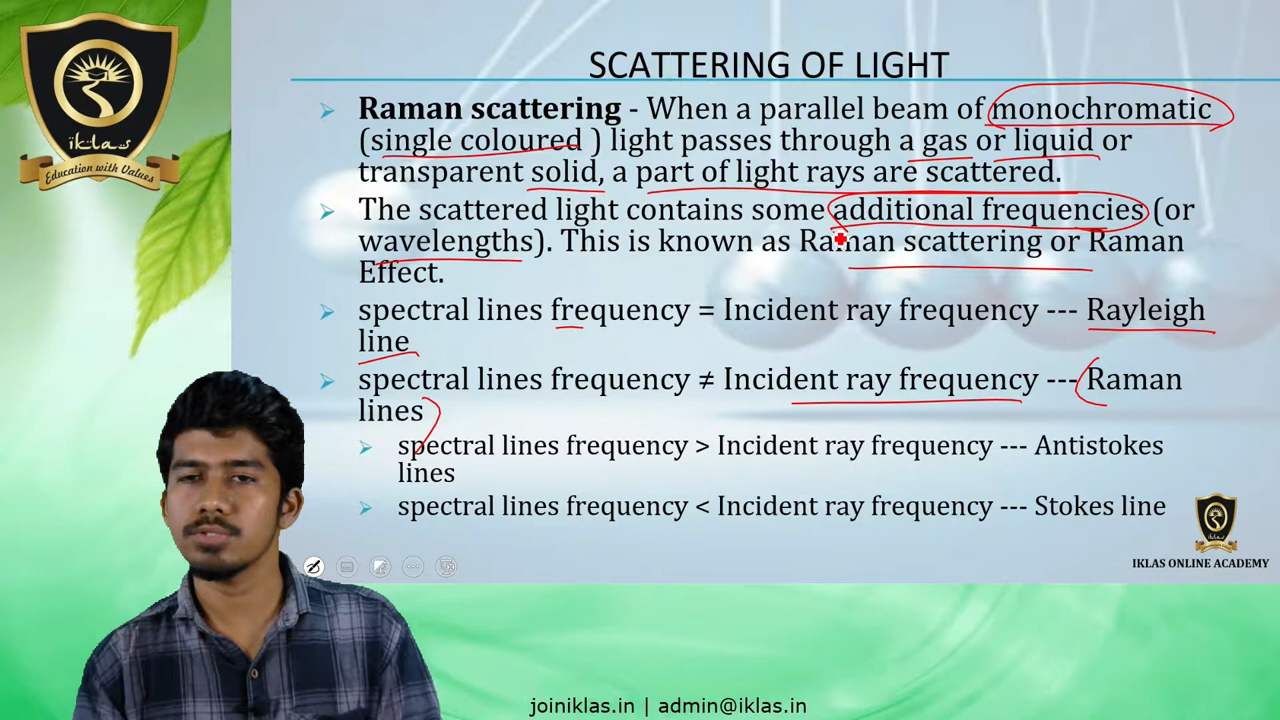 SCATTERING OF LIGHT
Raman scattering - When a parallel beam of monochromatic
(single coloured ) light passes through a gas or liquid or
transparent solid, a part of light rays are scattered.
The scattered light contains some additional frequencies (or
wavelengths). This is known as Raman scattering or Raman
Effect.
spectral lines frequency = Incident ray frequency --- Rayleigh
line
spectral lines frequency ≠ Incident ray frequency --- Raman
lines
spectral lines frequency > Incident ray frequency --- Antistokes
lines
spectral lines frequency < Incident ray frequency --- Stokes line
iklas
Education with Values
IKLAS ONLINE ACADEMY
joiniklas.in | admin@iklas.in